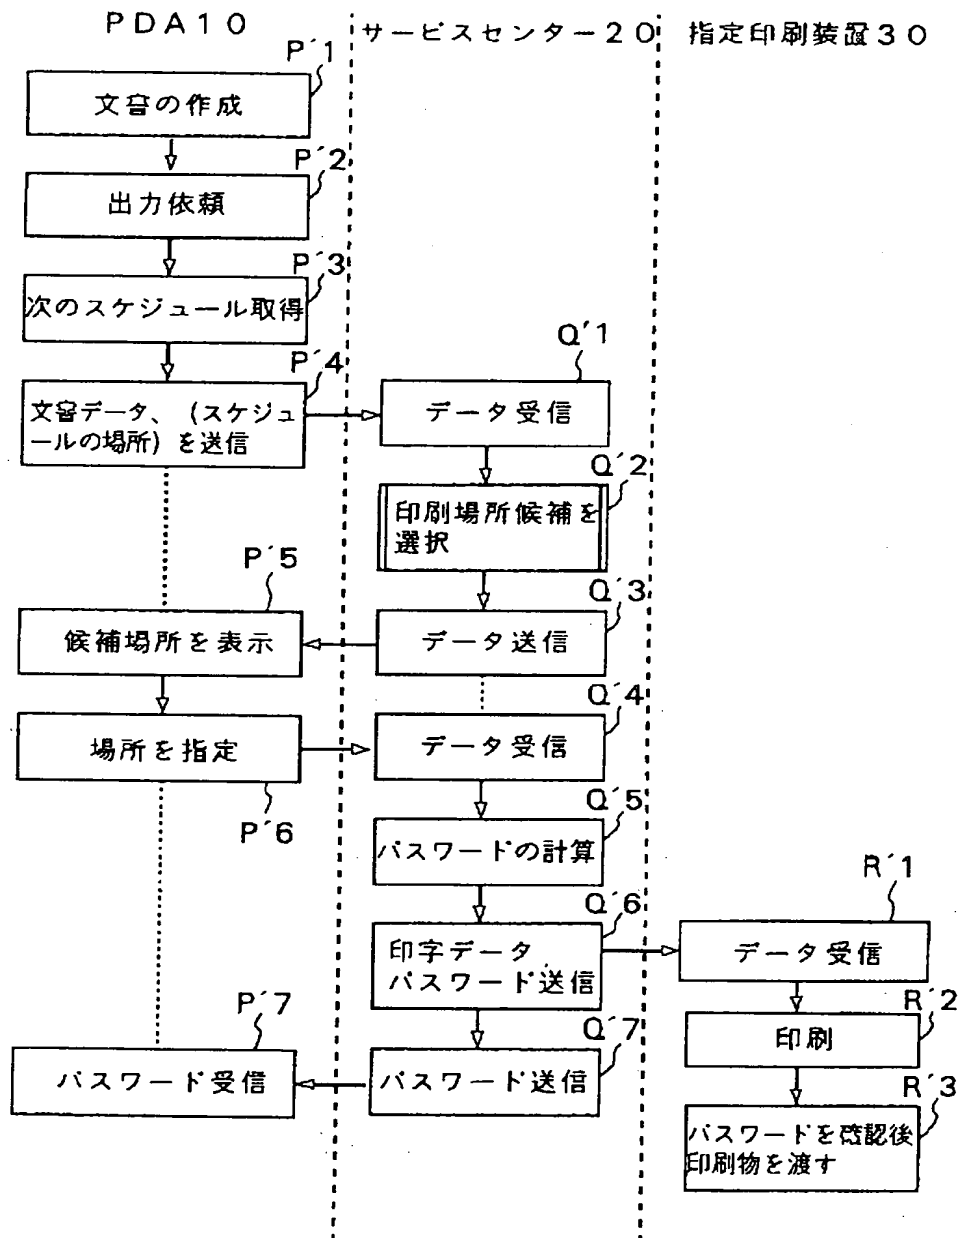 PDA10
サービスセンター20
指定印刷装置30
P´1
文書の作成
P´2
出力依頼
P´3
次のスケジュール取得
P´4
文書データ、(スケジュ
ールの場所)を送信
Q´1
データ受信
Q´2
印刷場所候補を
選択
Q´3
データ送信
P´5
候補場所を表示
Q´4
データ受信
場所を指定
P´6
Q´5
パスワードの計算
Q´6
印字データ
パスワード送信
R´1
データ受信
R´2
印刷
Q´7
パスワード送信
P´7
パスワード受信
R´3
パスワードを確認後
印刷物を渡す